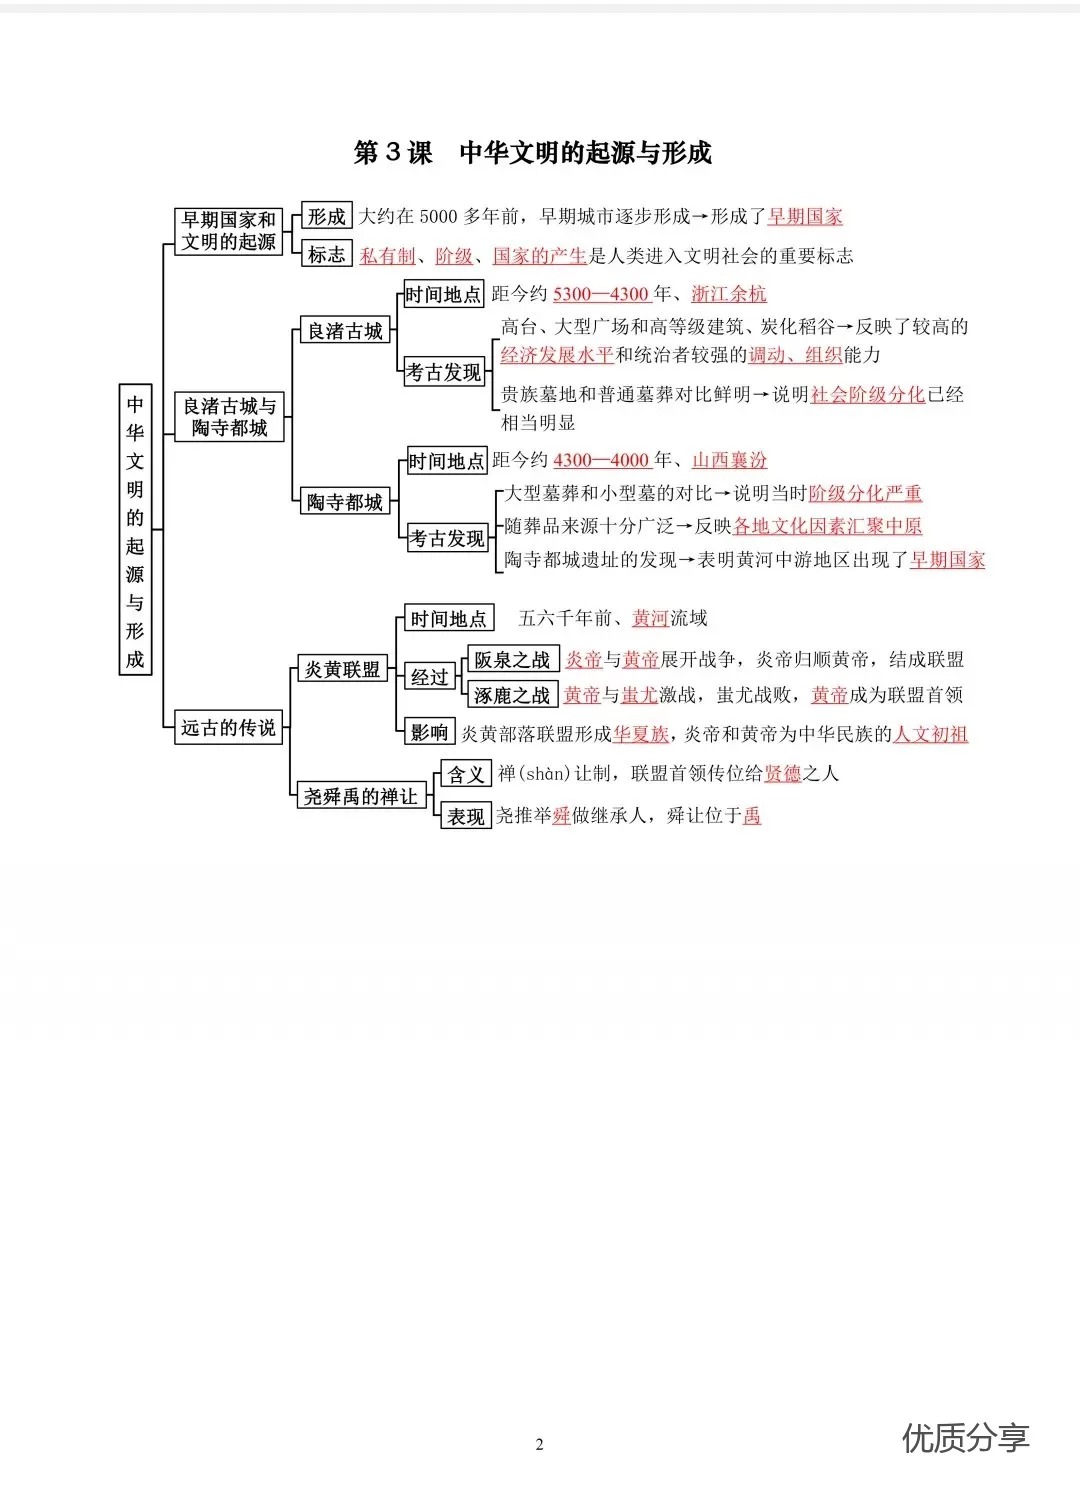 第3课 中华文明的起源与形成
中华文明的起源与形成
早期国家和
文明的起源
形成
大约在5000多年前，早期城市逐步形成→形成了早期国家
标志
私有制、阶级、国家的产生是人类进入文明社会的重要标志
良渚古城与
陶寺都城
良渚古城
时间地点
距今约5300—4300年、浙江余杭
考古发现
高台、大型广场和高等级建筑、炭化稻谷→反映了较高的
经济发展水平和统治者较强的调动、组织能力
贵族墓地和普通墓葬对比鲜明→说明社会阶级分化已经
相当明显
陶寺都城
时间地点
距今约4300—4000年、山西襄汾
考古发现
大型墓葬和小型墓的对比→说明当时阶级分化严重
随葬品来源十分广泛→反映各地文化因素汇聚中原
陶寺都城遗址的发现→表明黄河中游地区出现了早期国家
远古的传说
炎黄联盟
时间地点
五六千年前、黄河流域
经过
阪泉之战
炎帝与黄帝展开战争，炎帝归顺黄帝，结成联盟
涿鹿之战
黄帝与蚩尤激战，蚩尤战败，黄帝成为联盟首领
影响
炎黄部落联盟形成华夏族，炎帝和黄帝为中华民族的人文初祖
尧舜禹的禅让
含义
禅(shàn)让制，联盟首领传位给贤德之人
表现
尧推举舜做继承人，舜让位于禹
2
优质分享